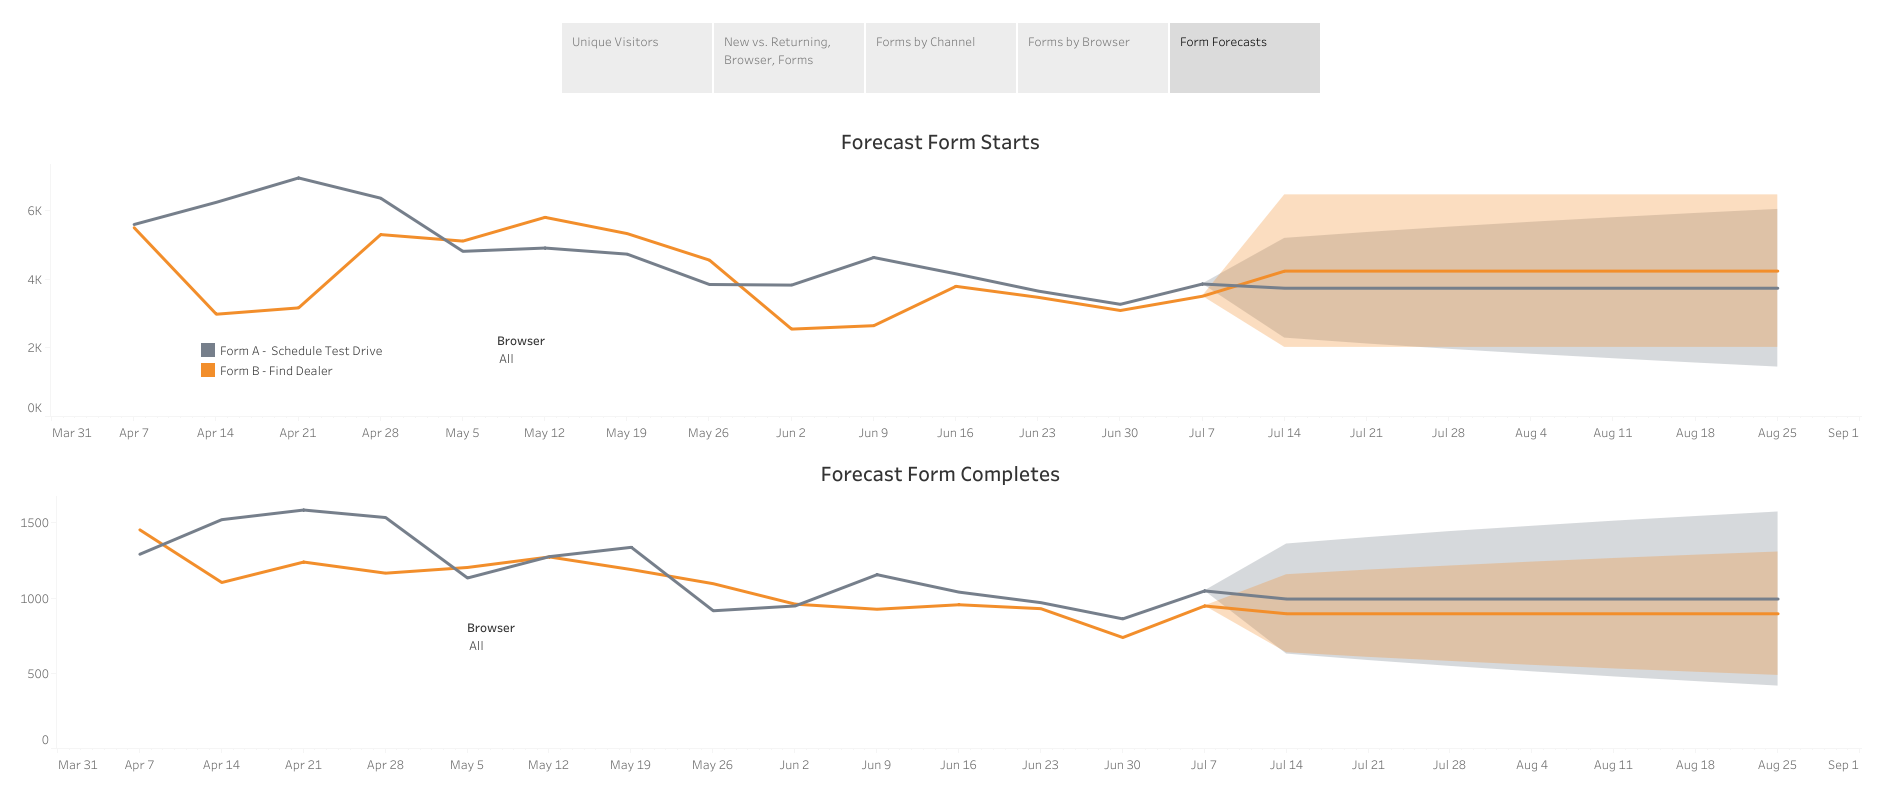 Unique Visitors
New vs. Returning,
Browser, Forms
Forms by Channel
Forms by Browser
Form Forecasts
Forecast Form Starts
6K
4K
2K
0K
Form A - Schedule Test Drive
Form B - Find Dealer
Browser
All
Mar 31 Apr 7 Apr 14 Apr 21 Apr 28 May 5 May 12 May 19 May 26 Jun 2 Jun 9 Jun 16 Jun 23 Jun 30 Jul 7 Jul 14 Jul 21 Jul 28 Aug 4 Aug 11 Aug 18 Aug 25 Sep 1
Forecast Form Completes
1500
1000
500
0
Browser
All
Mar 31 Apr 7 Apr 14 Apr 21 Apr 28 May 5 May 12 May 19 May 26 Jun 2 Jun 9 Jun 16 Jun 23 Jun 30 Jul 7 Jul 14 Jul 21 Jul 28 Aug 4 Aug 11 Aug 18 Aug 25 Sep 1